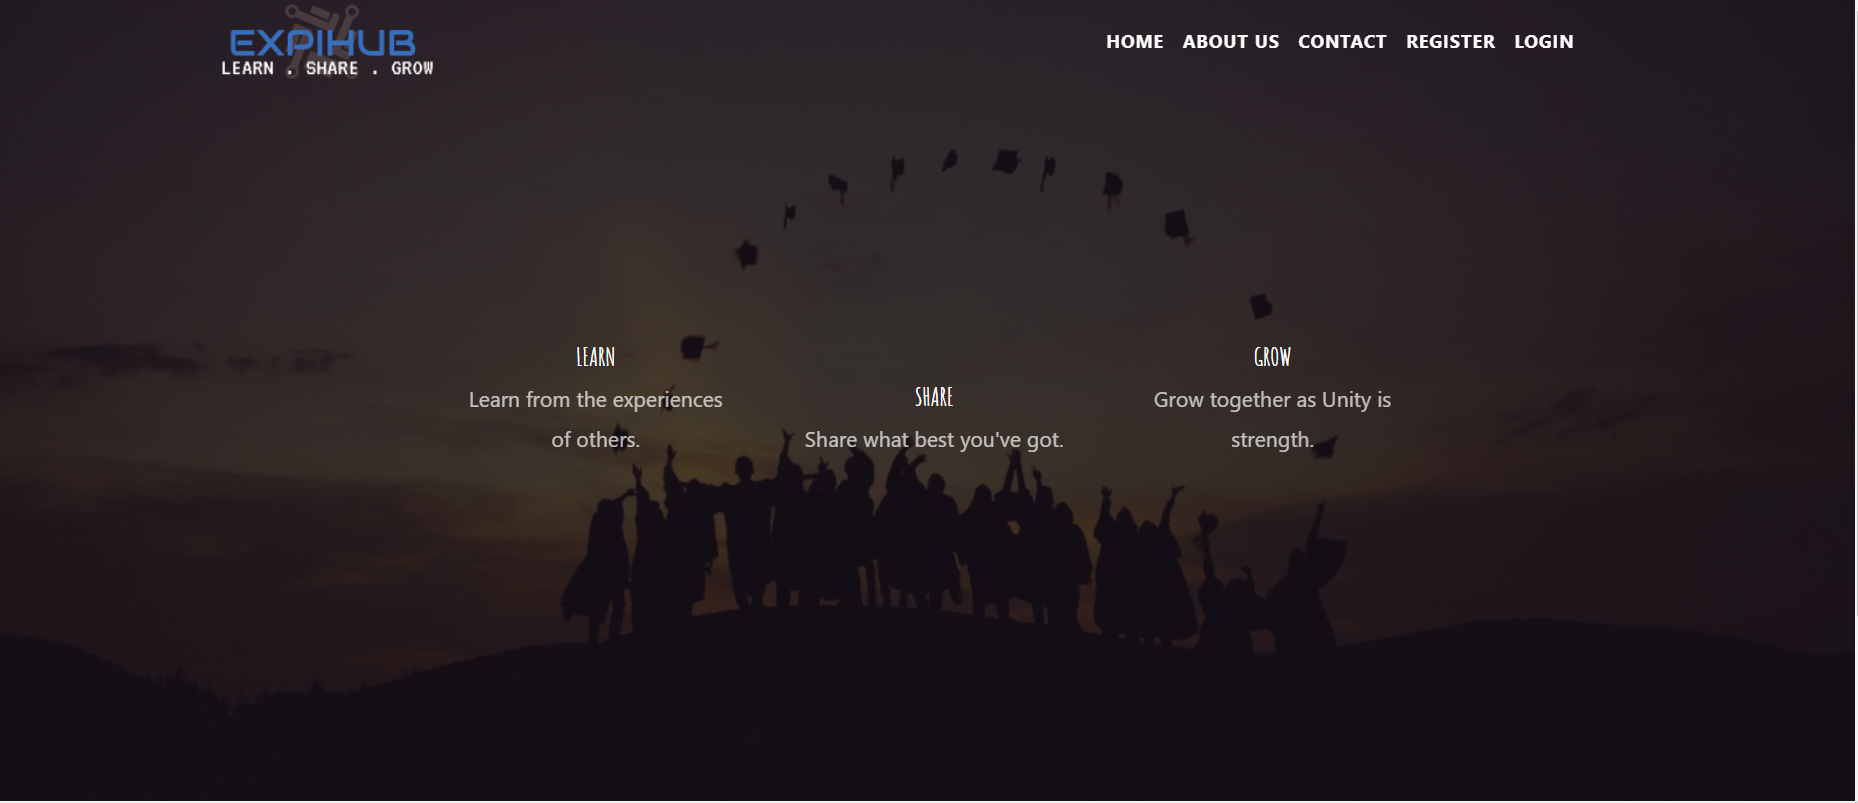 EXPIHUB
LEARN . SHARE . GROW
HOME ABOUT US CONTACT REGISTER LOGIN
LEARN
Learn from the experiences
of others.
SHARE
Share what best you've got.
GROW
Grow together as Unity is
strength.